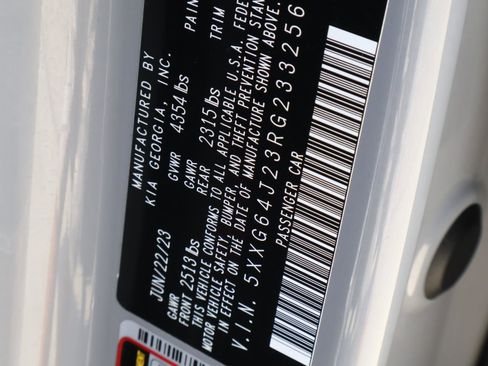 MANUFACTURED BY
KIA GEORGIA, INC.
JUN/22/23
GVWR 4354 lbs
GAWR FRONT 2513 lbs
GAWR REAR 2315 lbs
THIS VEHICLE CONFORMS TO ALL APPLICABLE U.S.A. FEDE
MOTOR VEHICLE SAFETY, BUMPER, AND THEFT PREVENTION STAN
IN EFFECT ON THE DATE OF MANUFACTURE SHOWN ABOVE.
V.I.N. 5XXG64J23RG233256
PASSENGER CAR
PAIN
TRIM